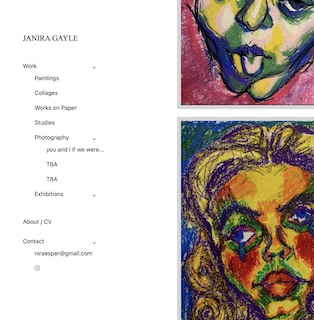 JANIRA GAYLE
Work
Paintings
Collages
Works on Paper
Studies
Photography
you and i if we were...
TBA
TBA
Exhibitions
About / CV
Contact
niraesper@gmail.com